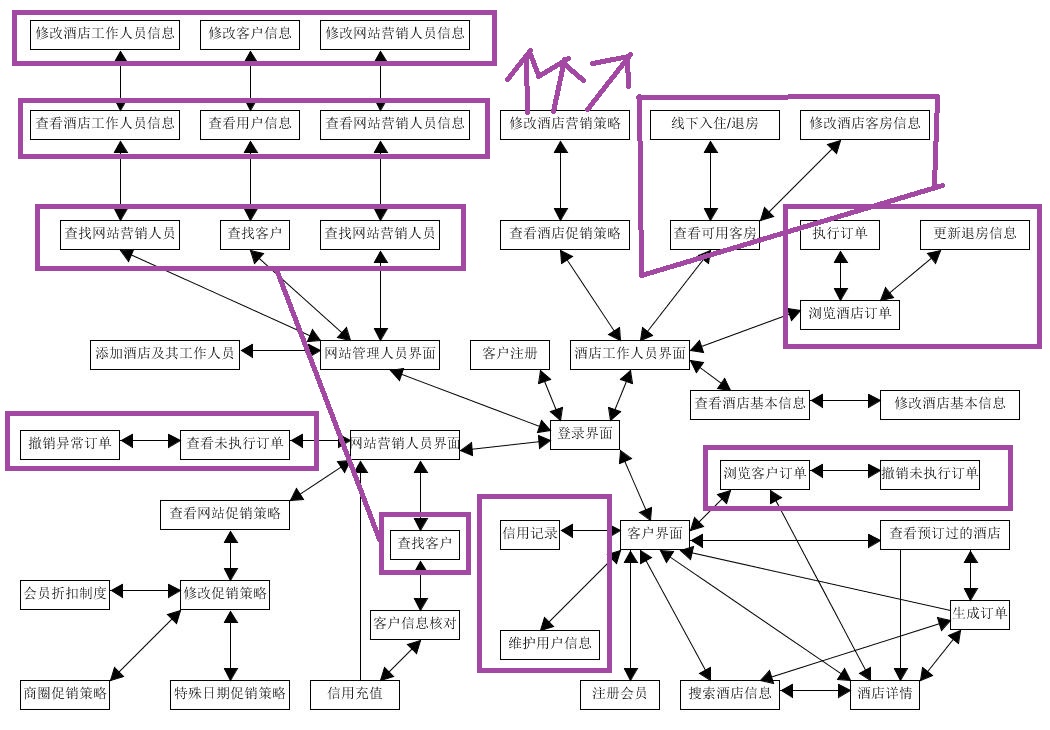 修改酒店工作人员信息
修改客户信息
修改网站营销人员信息
查看酒店工作人员信息
查看用户信息
查看网站营销人员信息
修改酒店营销策略
线下入住/退房
修改酒店客房信息
查找网站营销人员
查找客户
查找网站营销人员
查看酒店促销策略
查看可用客房
执行订单
更新退房信息
浏览酒店订单
添加酒店及其工作人员
网站管理人员界面
客户注册
酒店工作人员界面
查看酒店基本信息
修改酒店基本信息
撤销异常订单
查看未执行订单
网站营销人员界面
登录界面
浏览客户订单
撤销未执行订单
查看网站促销策略
查找客户
信用记录
客户界面
查看预订过的酒店
会员折扣制度
修改促销策略
客户信息核对
维护用户信息
生成订单
商圈促销策略
特殊日期促销策略
信用充值
注册会员
搜索酒店信息
酒店详情